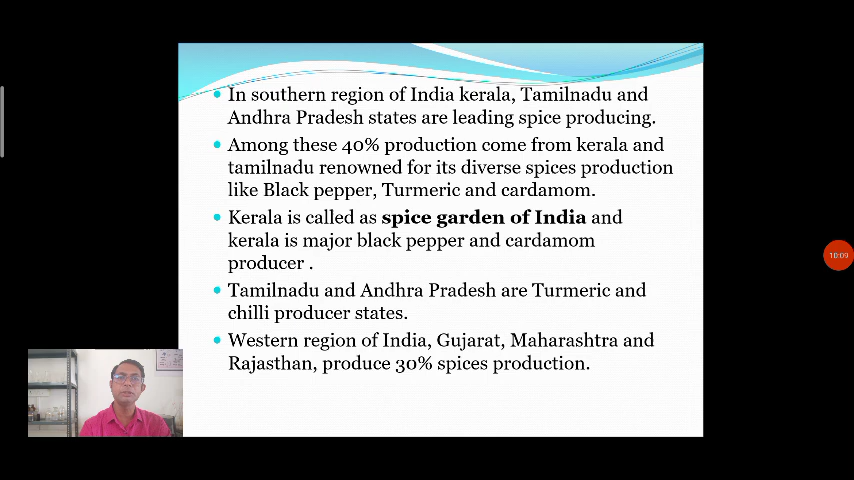 In southern region of India kerala, Tamilnadu and
Andhra Pradesh states are leading spice producing.
Among these 40% production come from kerala and
tamilnadu renowned for its diverse spices production
like Black pepper, Turmeric and cardamom.
Kerala is called as spice garden of India and
kerala is major black pepper and cardamom
producer .
Tamilnadu and Andhra Pradesh are Turmeric and
chilli producer states.
Western region of India, Gujarat, Maharashtra and
Rajasthan, produce 30% spices production.
10:09